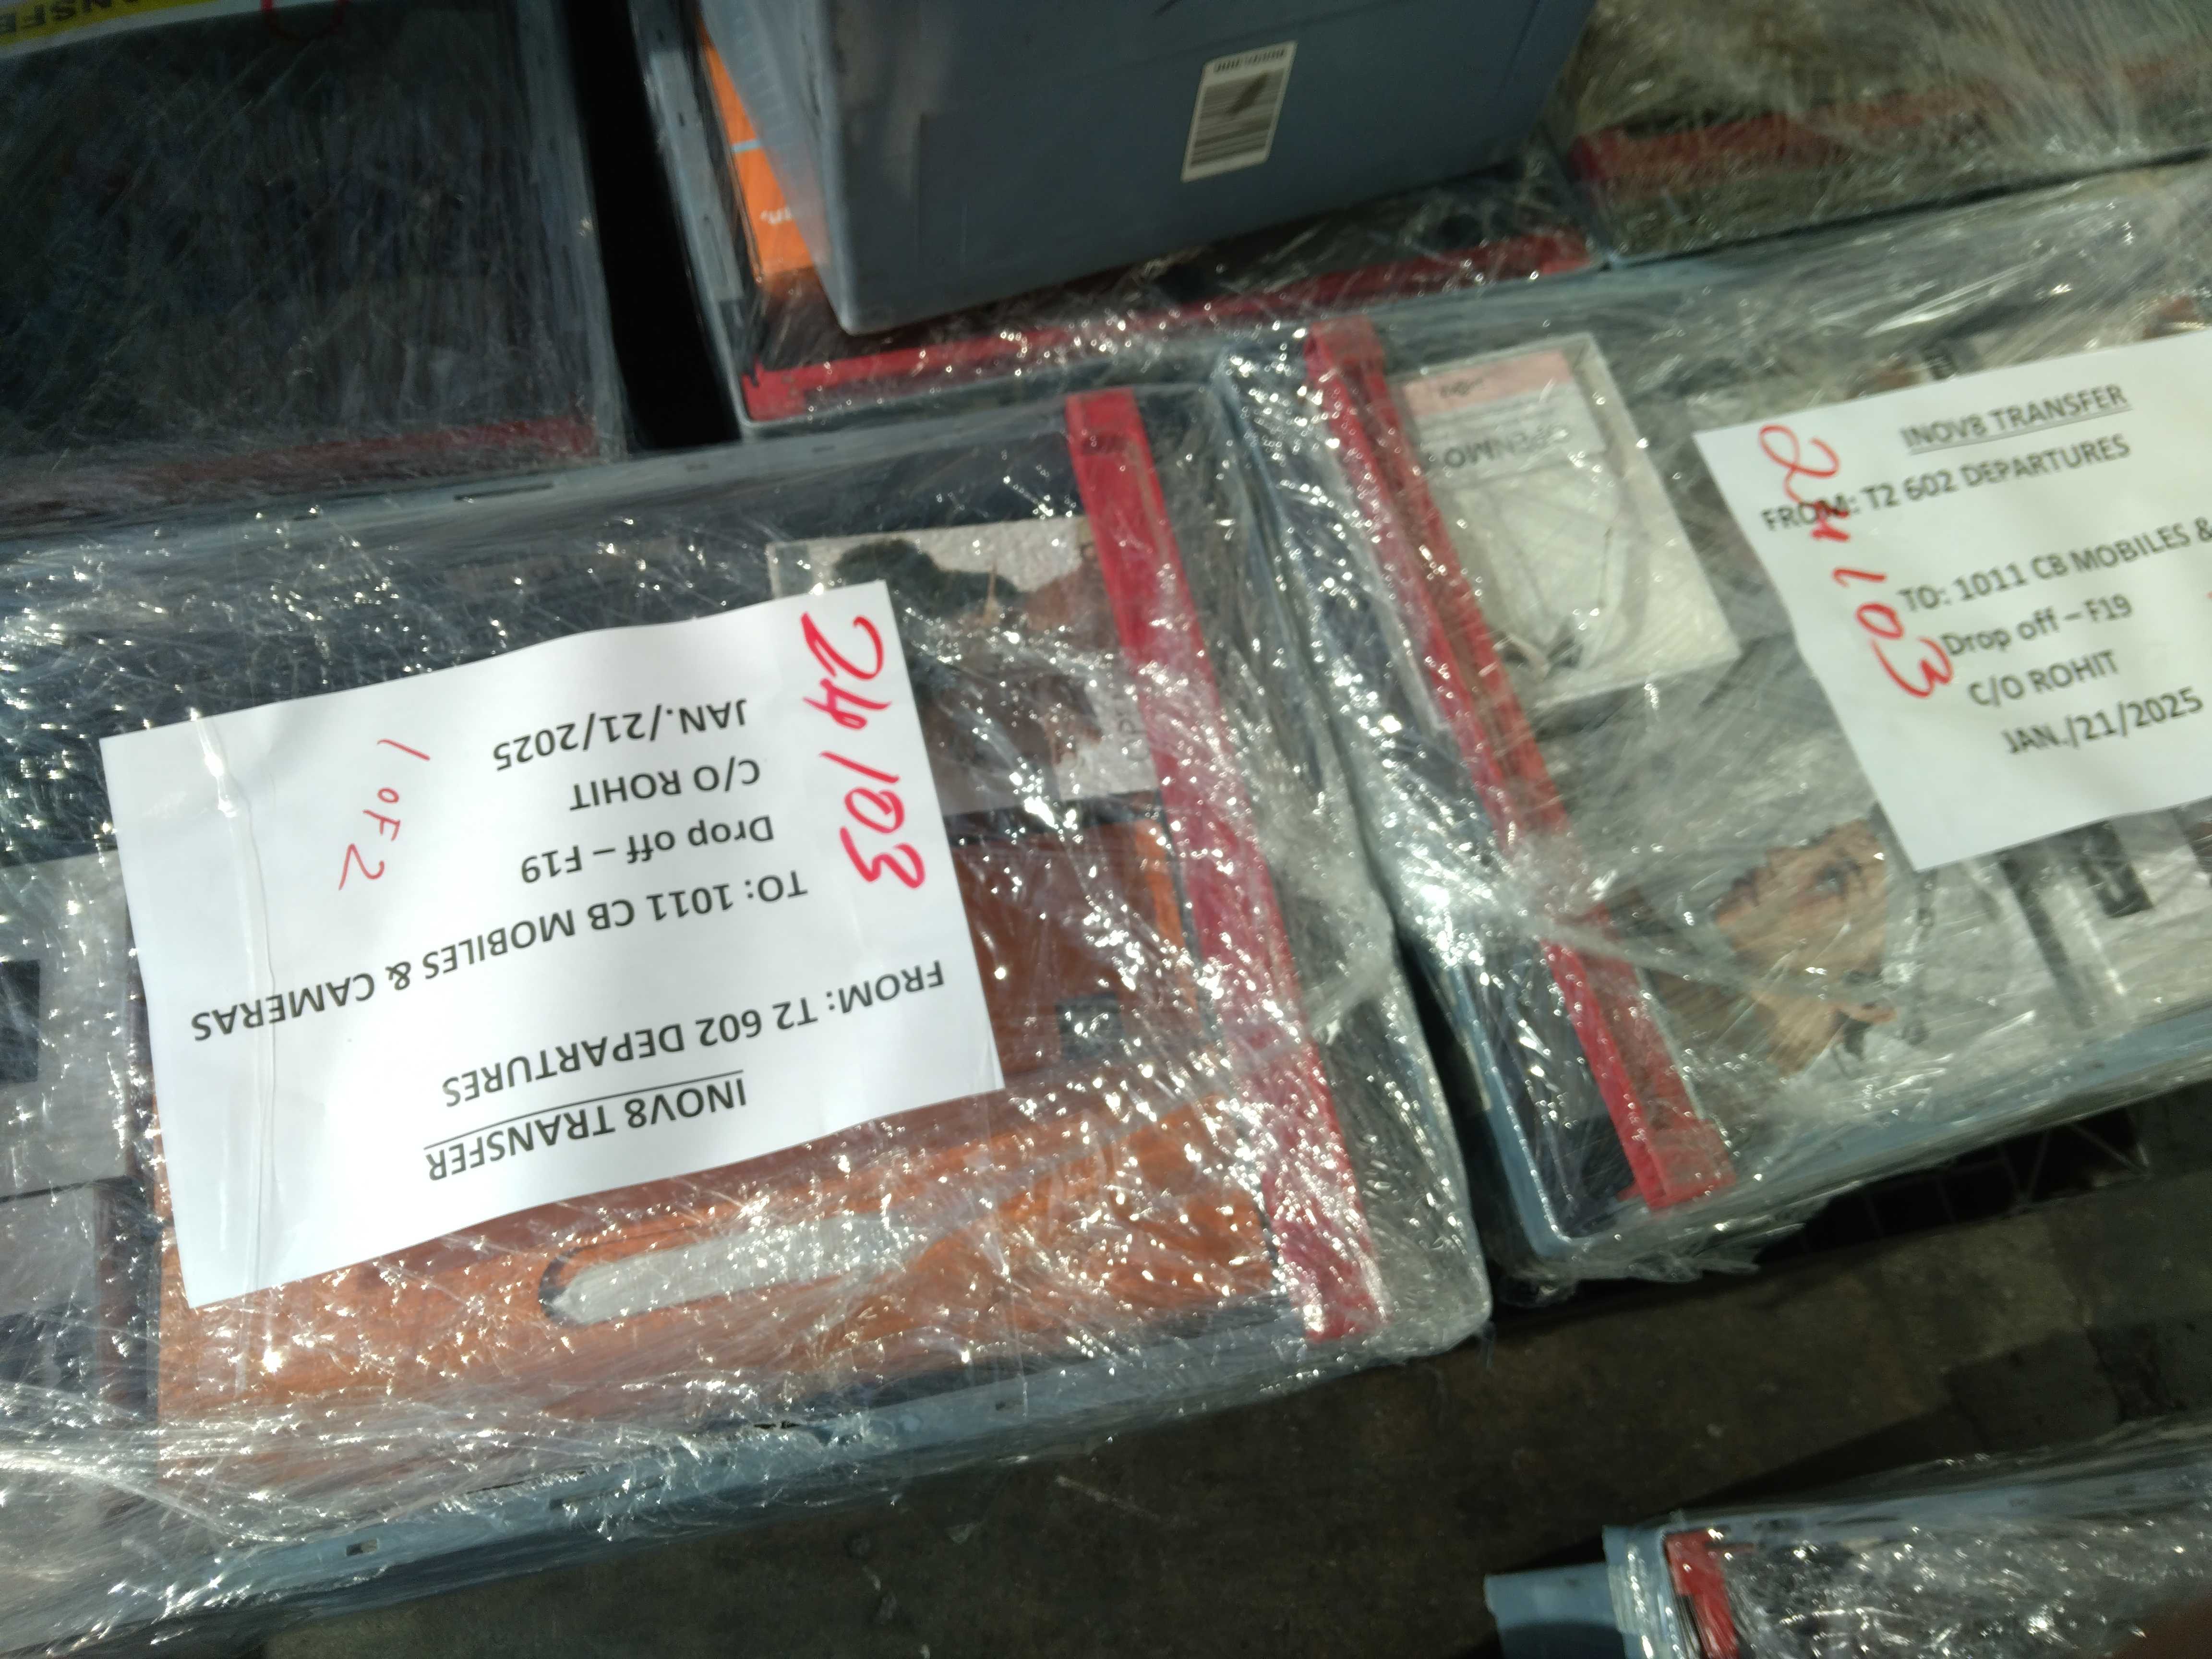 INOV8 TRANSFER
FROM: T2 602 DEPARTURES
TO: 1011 CB MOBILES & CAMERAS
Drop off – F19
C/O ROHIT
JAN./21/2025
24103
1 OF 2
INOV8 TRANSFER
FROM: T2 602 DEPARTURES
TO: 1011 CB MOBILES &
Drop off – F19
C/O ROHIT
JAN./21/2025
24103